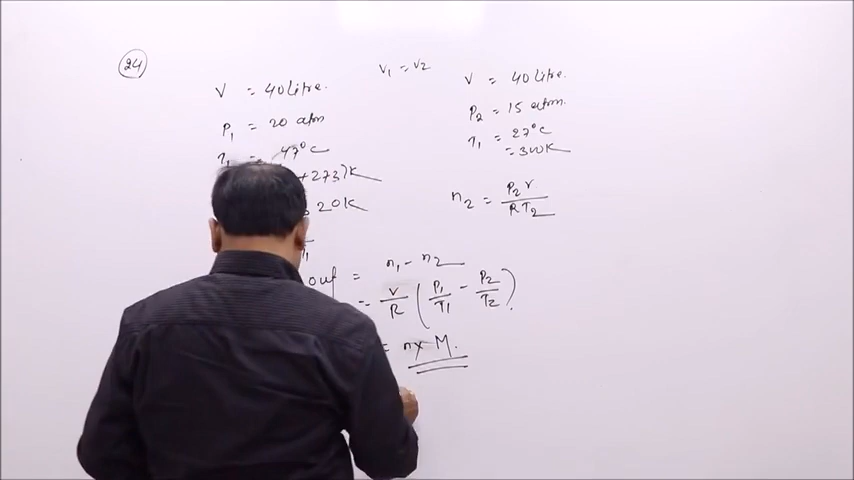 24
V₁ = V₂
V = 40 litre.
P₁ = 20 atm
T₁ = 47°C
+273)K
20K
V = 40 litre.
P₂ = 15 atm.
T₁ = 27°C
= 300K
n₂ = P₂V / RT₂
out = n₁ - n₂
= V/R (P₁/T₁ - P₂/T₂).
= n × M.